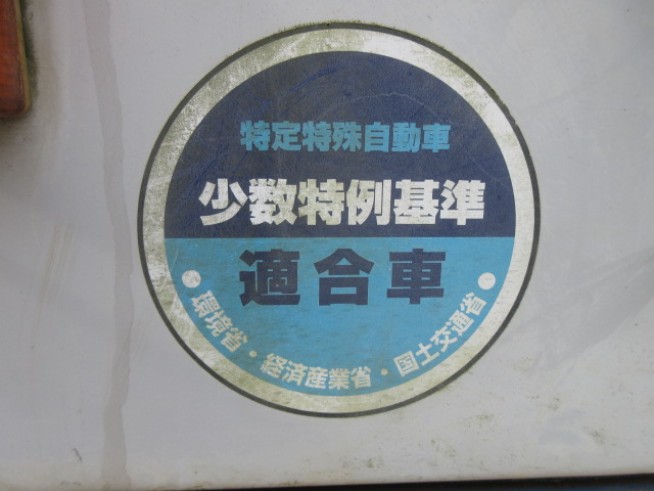 特定特殊自動車
少数特例基準
適合車
・環境省・経済産業省・国土交通省・